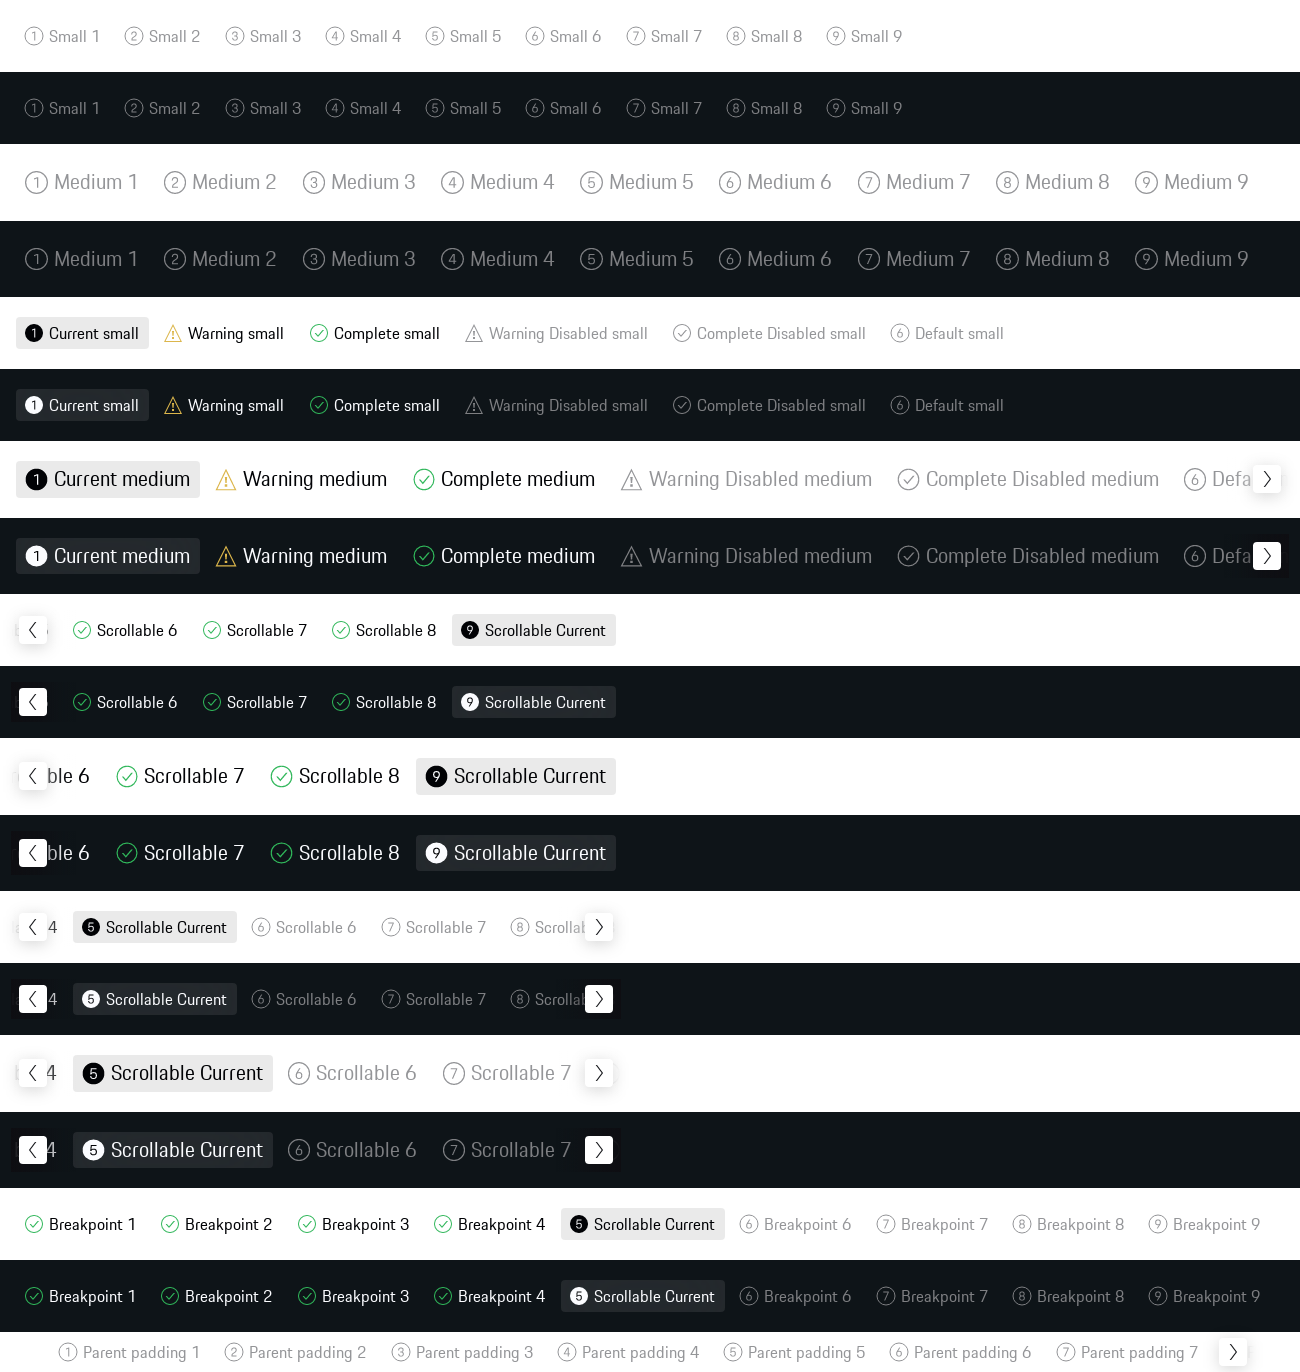 1 Small 1 2 Small 2 3 Small 3 4 Small 4 5 Small 5 6 Small 6 7 Small 7 8 Small 8 9 Small 9
1 Small 1 2 Small 2 3 Small 3 4 Small 4 5 Small 5 6 Small 6 7 Small 7 8 Small 8 9 Small 9
1 Medium 1 2 Medium 2 3 Medium 3 4 Medium 4 5 Medium 5 6 Medium 6 7 Medium 7 8 Medium 8 9 Medium 9
1 Medium 1 2 Medium 2 3 Medium 3 4 Medium 4 5 Medium 5 6 Medium 6 7 Medium 7 8 Medium 8 9 Medium 9
1 Current small Warning small Complete small Warning Disabled small Complete Disabled small 6 Default small
1 Current small Warning small Complete small Warning Disabled small Complete Disabled small 6 Default small
1 Current medium Warning medium Complete medium Warning Disabled medium Complete Disabled medium 6 Defa
1 Current medium Warning medium Complete medium Warning Disabled medium Complete Disabled medium 6 Defa
Scrollable 6 Scrollable 7 Scrollable 8 9 Scrollable Current
Scrollable 6 Scrollable 7 Scrollable 8 9 Scrollable Current
ble 6 Scrollable 7 Scrollable 8 9 Scrollable Current
ble 6 Scrollable 7 Scrollable 8 9 Scrollable Current
4 5 Scrollable Current 6 Scrollable 6 7 Scrollable 7 8 Scrollab
4 5 Scrollable Current 6 Scrollable 6 7 Scrollable 7 8 Scrollab
4 5 Scrollable Current 6 Scrollable 6 7 Scrollable 7
4 5 Scrollable Current 6 Scrollable 6 7 Scrollable 7
Breakpoint 1 Breakpoint 2 Breakpoint 3 Breakpoint 4 5 Scrollable Current 6 Breakpoint 6 7 Breakpoint 7 8 Breakpoint 8 9 Breakpoint 9
Breakpoint 1 Breakpoint 2 Breakpoint 3 Breakpoint 4 5 Scrollable Current 6 Breakpoint 6 7 Breakpoint 7 8 Breakpoint 8 9 Breakpoint 9
1 Parent padding 1 2 Parent padding 2 3 Parent padding 3 4 Parent padding 4 5 Parent padding 5 6 Parent padding 6 7 Parent padding 7